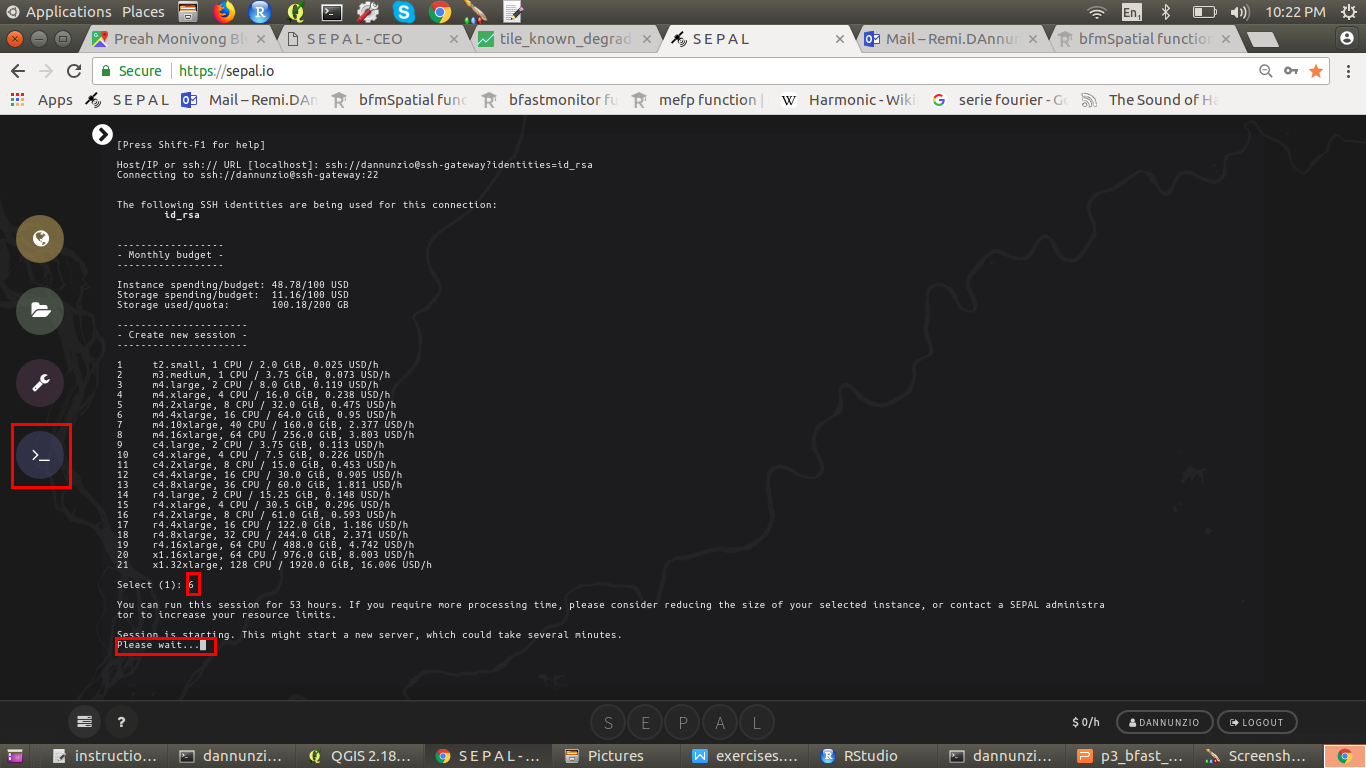 Applications Places En1 10:22 PM
Preah Monivong Bl S E P A L - CEO tile_known_degrad S E P A L Mail – Remi.DAnnun bfmSpatial function
Secure https://sepal.io
Apps S E P A L Mail – Remi.DAn bfmSpatial func bfastmonitor fu mefp function | Harmonic - Wiki serie fourier - Go The Sound of Ha
[Press Shift-F1 for help]
Host/IP or ssh:// URL [localhost]: ssh://dannunzio@ssh-gateway?identities=id_rsa
Connecting to ssh://dannunzio@ssh-gateway:22
The following SSH identities are being used for this connection:
id_rsa
------------------
- Monthly budget -
------------------
Instance spending/budget: 48.78/100 USD
Storage spending/budget: 11.16/100 USD
Storage used/quota: 100.18/200 GB
----------------------
- Create new session -
----------------------
1 t2.small, 1 CPU / 2.0 GiB, 0.025 USD/h
2 m3.medium, 1 CPU / 3.75 GiB, 0.073 USD/h
3 m4.large, 2 CPU / 8.0 GiB, 0.119 USD/h
4 m4.xlarge, 4 CPU / 16.0 GiB, 0.238 USD/h
5 m4.2xlarge, 8 CPU / 32.0 GiB, 0.475 USD/h
6 m4.4xlarge, 16 CPU / 64.0 GiB, 0.95 USD/h
7 m4.10xlarge, 40 CPU / 160.0 GiB, 2.377 USD/h
8 m4.16xlarge, 64 CPU / 256.0 GiB, 3.803 USD/h
9 c4.large, 2 CPU / 3.75 GiB, 0.113 USD/h
10 c4.xlarge, 4 CPU / 7.5 GiB, 0.226 USD/h
11 c4.2xlarge, 8 CPU / 15.0 GiB, 0.453 USD/h
12 c4.4xlarge, 16 CPU / 30.0 GiB, 0.905 USD/h
13 c4.8xlarge, 36 CPU / 60.0 GiB, 1.811 USD/h
14 r4.large, 2 CPU / 15.25 GiB, 0.148 USD/h
15 r4.xlarge, 4 CPU / 30.5 GiB, 0.296 USD/h
16 r4.2xlarge, 8 CPU / 61.0 GiB, 0.593 USD/h
17 r4.4xlarge, 16 CPU / 122.0 GiB, 1.186 USD/h
18 r4.8xlarge, 32 CPU / 244.0 GiB, 2.371 USD/h
19 r4.16xlarge, 64 CPU / 488.0 GiB, 4.742 USD/h
20 x1.16xlarge, 64 CPU / 976.0 GiB, 8.003 USD/h
21 x1.32xlarge, 128 CPU / 1920.0 GiB, 16.006 USD/h
Select (1): 6
You can run this session for 53 hours. If you require more processing time, please consider reducing the size of your selected instance, or contact a SEPAL administra
tor to increase your resource limits.
Session is starting. This might start a new server, which could take several minutes.
Please wait...
? S E P A L $ 0/h DANNUNZIO LOGOUT
instructio... dannunzi... QGIS 2.18... S E P A L - ... Pictures exercises.... RStudio dannunzi... p3_bfast_... Screensh...